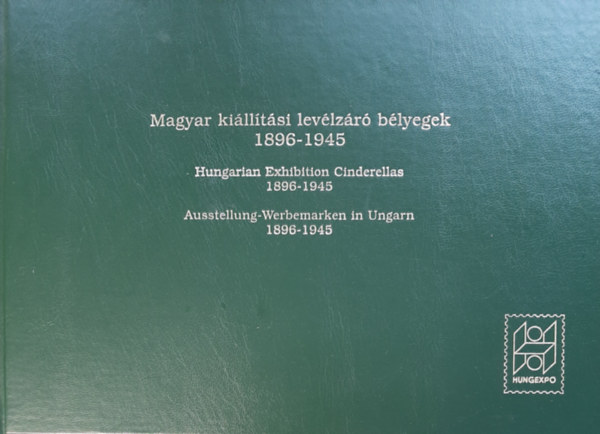 Magyar kiállítási levélzáró bélyegek
1896-1945
Hungarian Exhibition Cinderellas
1896-1945
Ausstellung-Werbemarken in Ungarn
1896-1945
HUNGEXPO